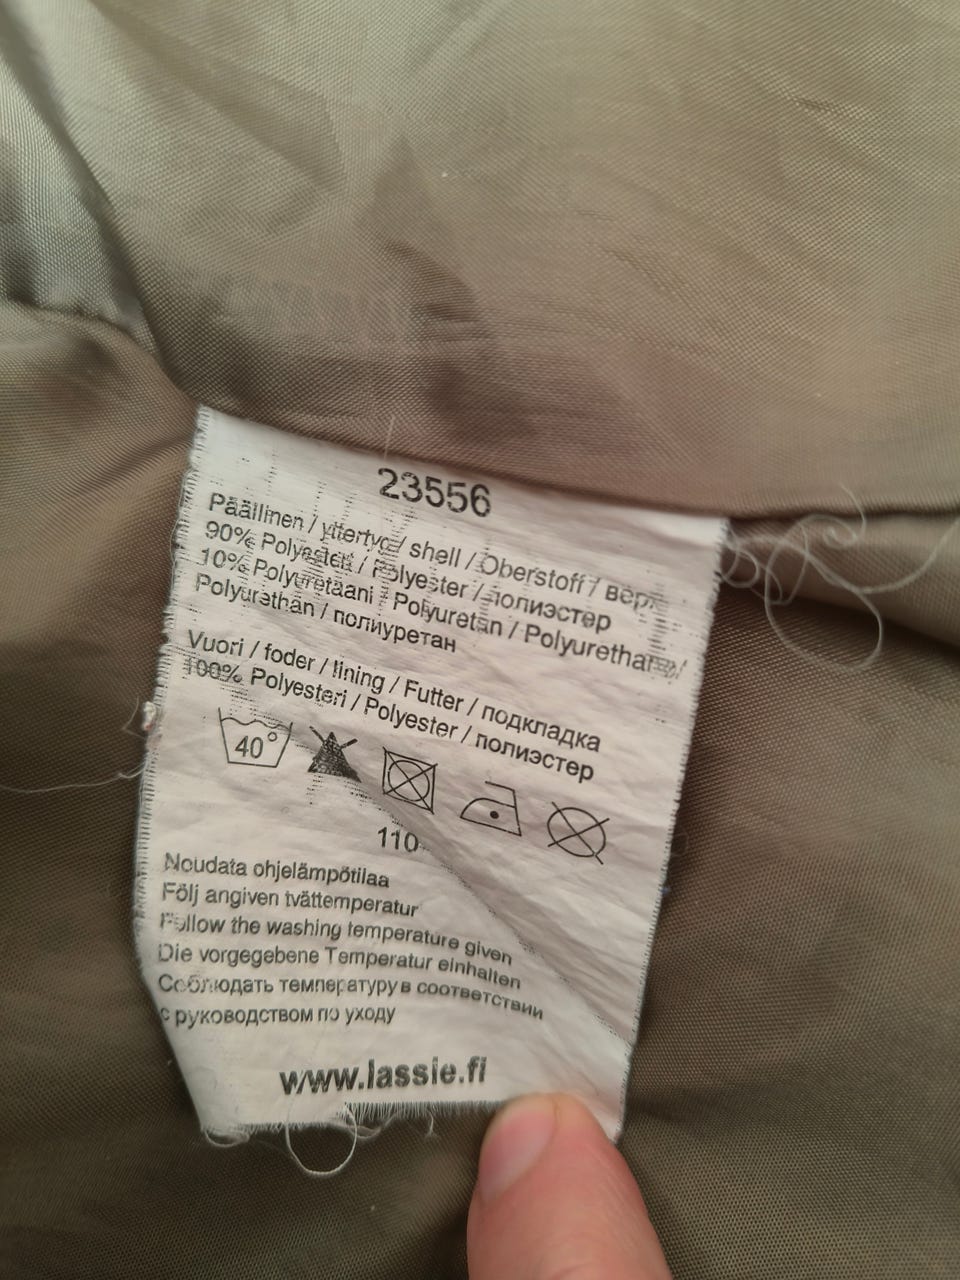 23556
Päällinen / yttertyg / shell / Oberstoff / верх
90% Polyesteri / Polyester / полиэстер
10% Polyuretaani / Polyuretan / Polyurethane /
Polyurethan / полиуретан
Vuori / foder / lining / Futter / подкладка
100% Polyesteri / Polyester / полиэстер
40°
110
Noudata ohjelämpötilaa
Följ angiven tvättemperatur
Follow the washing temperature given
Die vorgegebene Temperatur einhalten
Соблюдать температуру в соответствии
с руководством по уходу
www.lassie.fi